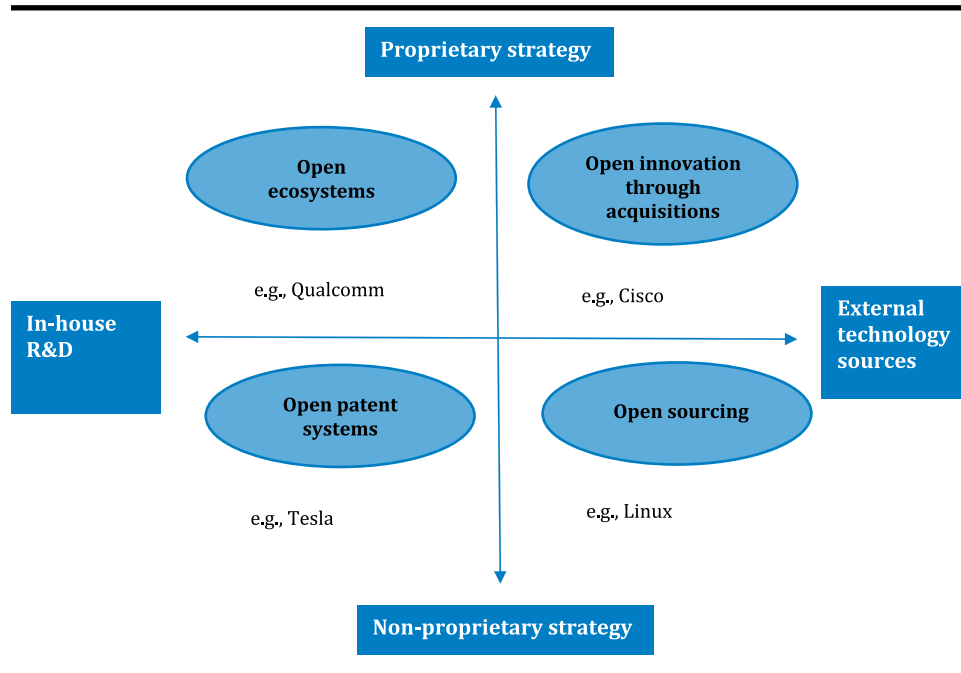 Proprietary strategy
Open
ecosystems
Open innovation
through
acquisitions
e.g., Qualcomm
e.g., Cisco
In-house
R&D
External
technology
sources
Open patent
systems
Open sourcing
e.g., Tesla
e.g., Linux
Non-proprietary strategy